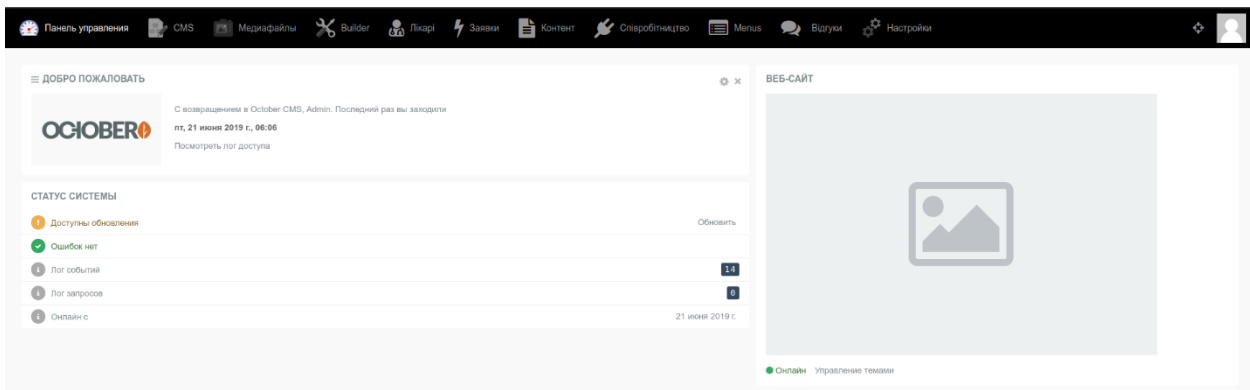 Панель управления CMS Медиафайлы Builder Лікарі Заявки Контент Співробітництво Menus Відгуки Настройки
ДОБРО ПОЖАЛОВАТЬ
OCTOBER
С возвращением в October CMS, Admin. Последний раз вы заходили
пт, 21 июня 2019 г., 06:06
Посмотреть лог доступа
СТАТУС СИСТЕМЫ
Доступны обновления Обновить
Ошибок нет
Лог событий 14
Лог запросов 0
Онлайн с 21 июня 2019 г.
ВЕБ-САЙТ
Онлайн Управление темами